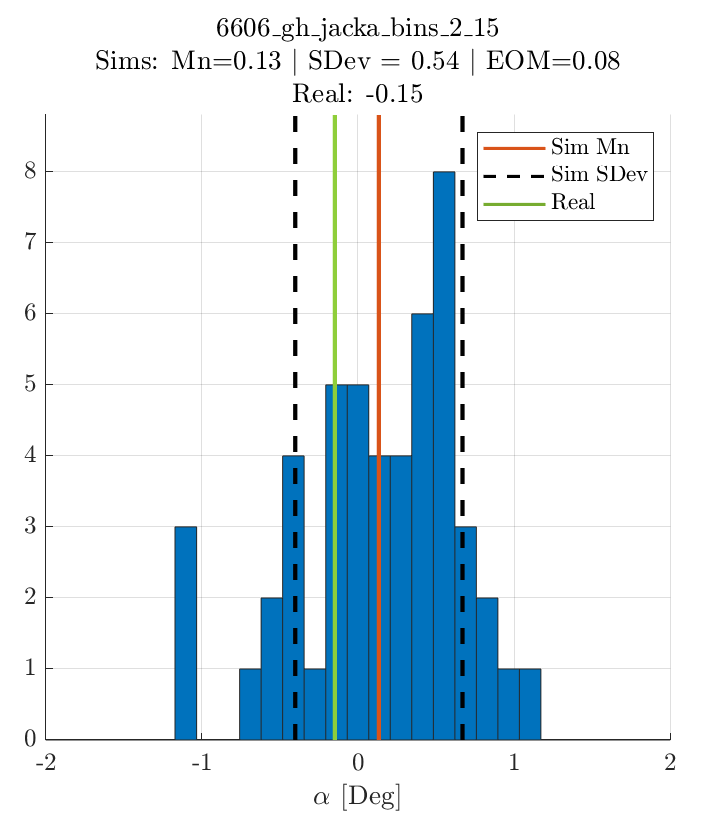 6606_gh_jacka_bins_2_15
Sims: Mn=0.13 | SDev = 0.54 | EOM=0.08
Real: -0.15
Sim Mn
Sim SDev
Real
8
7
6
5
4
3
2
1
0
-2
-1
0
1
2
α [Deg]